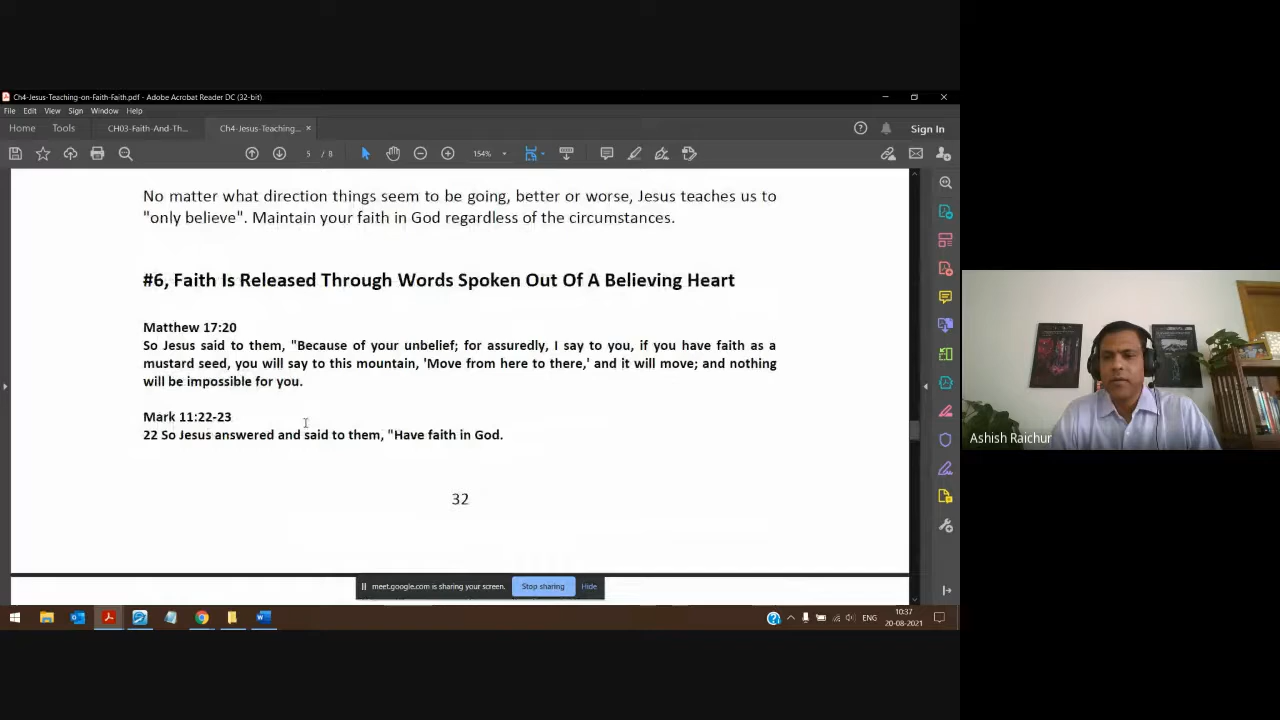 Ch4-Jesus-Teaching-on-Faith-Faith.pdf - Adobe Acrobat Reader DC (32-bit)
File Edit View Sign Window Help
Home Tools CH03-Faith-And-Th... Ch4-Jesus-Teaching... × Sign In
5 / 8 154%
No matter what direction things seem to be going, better or worse, Jesus teaches us to
"only believe". Maintain your faith in God regardless of the circumstances.
#6, Faith Is Released Through Words Spoken Out Of A Believing Heart
Matthew 17:20
So Jesus said to them, "Because of your unbelief; for assuredly, I say to you, if you have faith as a
mustard seed, you will say to this mountain, 'Move from here to there,' and it will move; and nothing
will be impossible for you.
Mark 11:22-23
22 So Jesus answered and said to them, "Have faith in God.
32
meet.google.com is sharing your screen. Stop sharing Hide
ENG
10:37
20-08-2021
Ashish Raichur